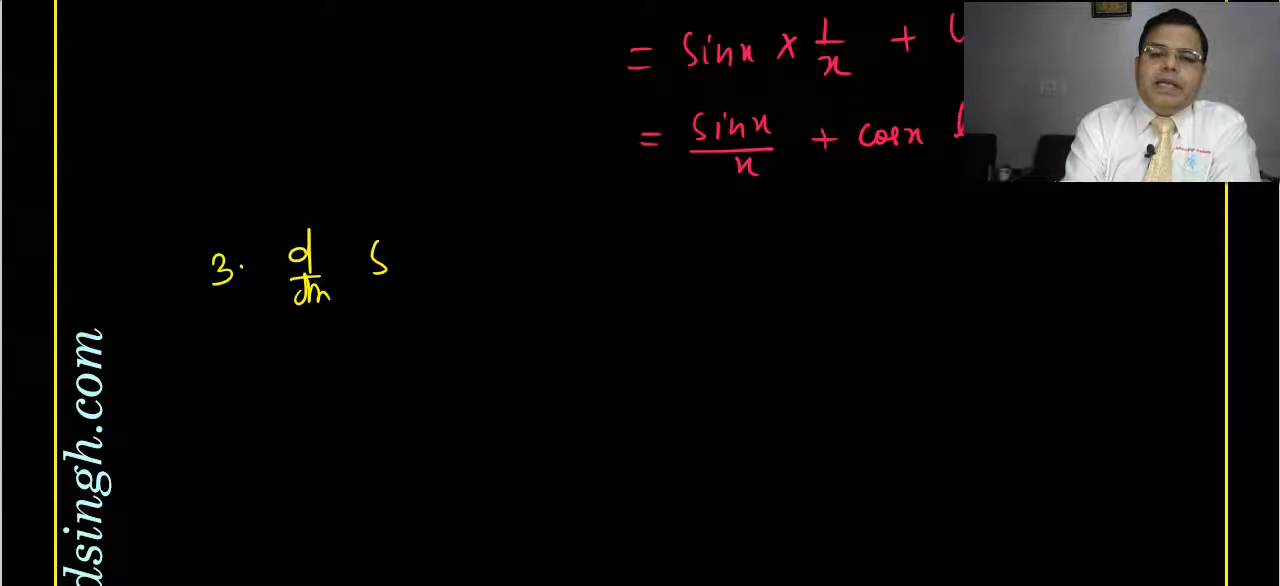 = sinx × 1/x +
= sinx/x + cosx
3. d/dx S
dsingh.com